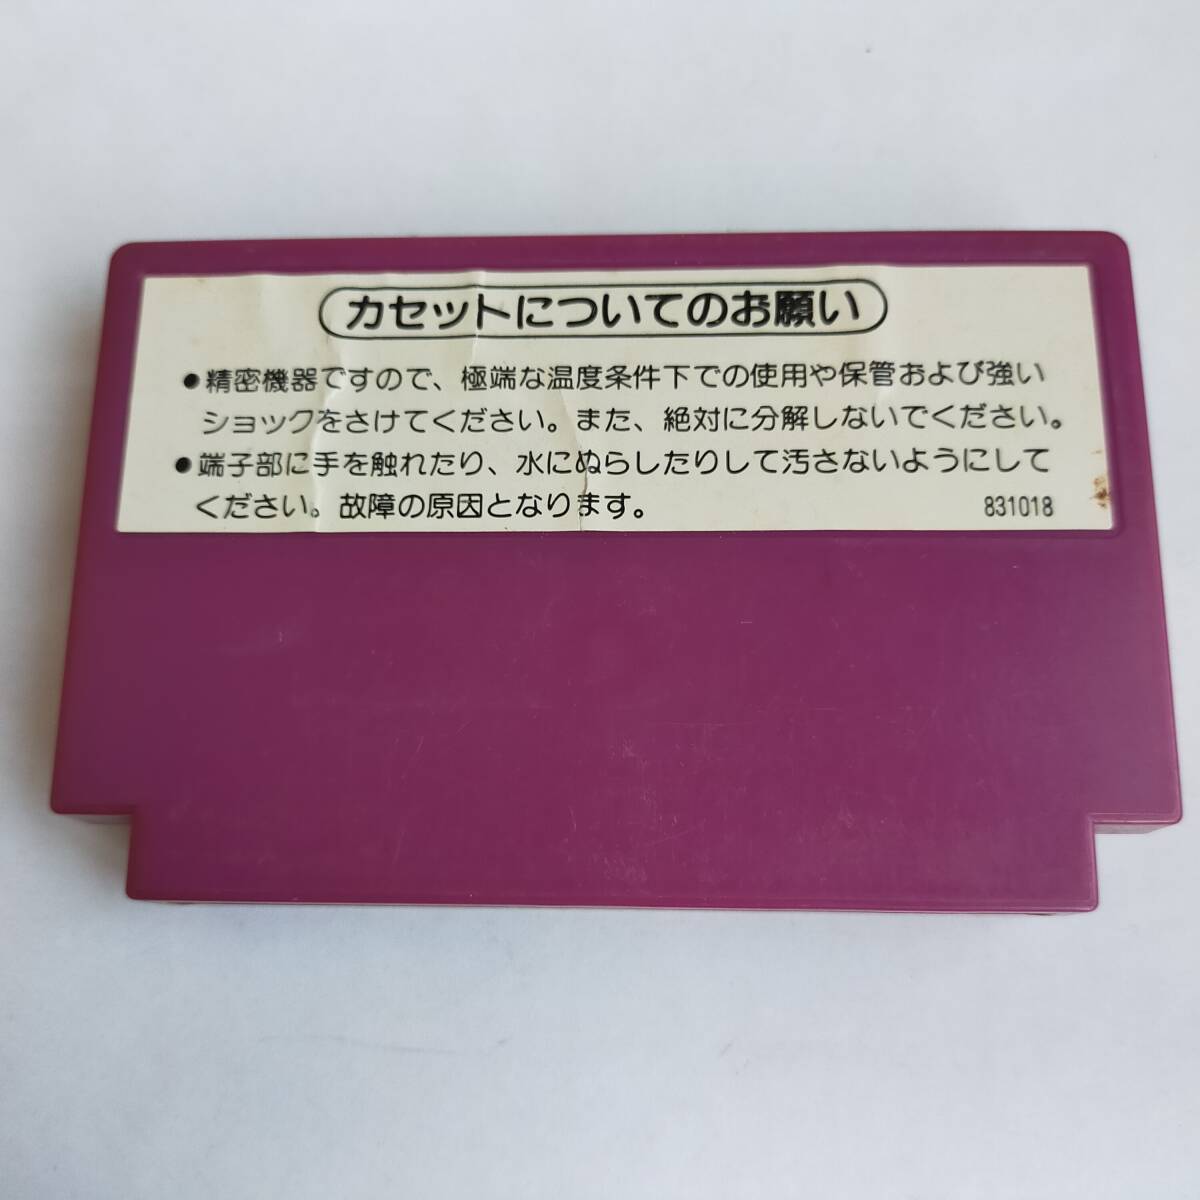 カセットについてのお願い
●精密機器ですので、極端な温度条件下での使用や保管および強い
ショックをさけてください。また、絶対に分解しないでください。
●端子部に手を触れたり、水にぬらしたりして汚さないようにして
ください。故障の原因となります。
831018